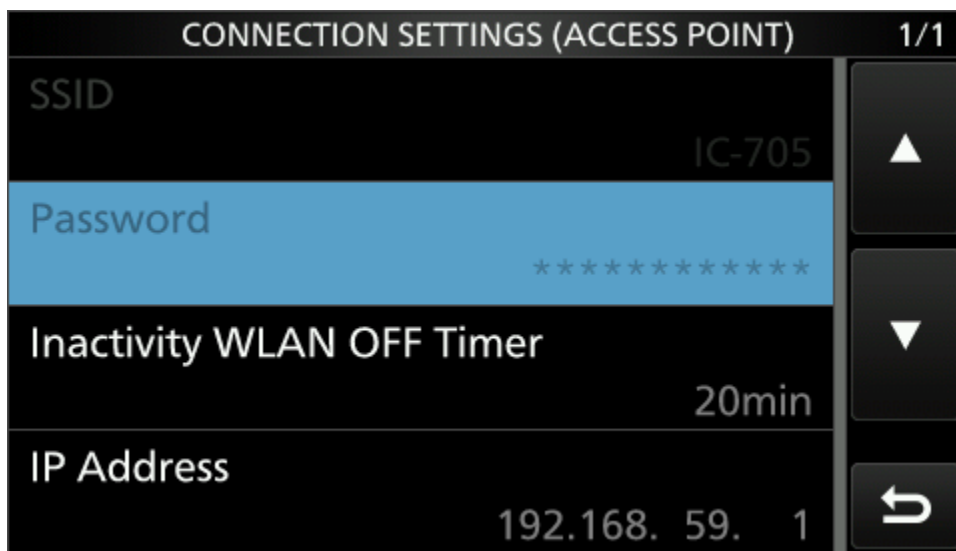 CONNECTION SETTINGS (ACCESS POINT) 1/1
SSID
IC-705
Password
************
Inactivity WLAN OFF Timer
20min
IP Address
192.168. 59. 1